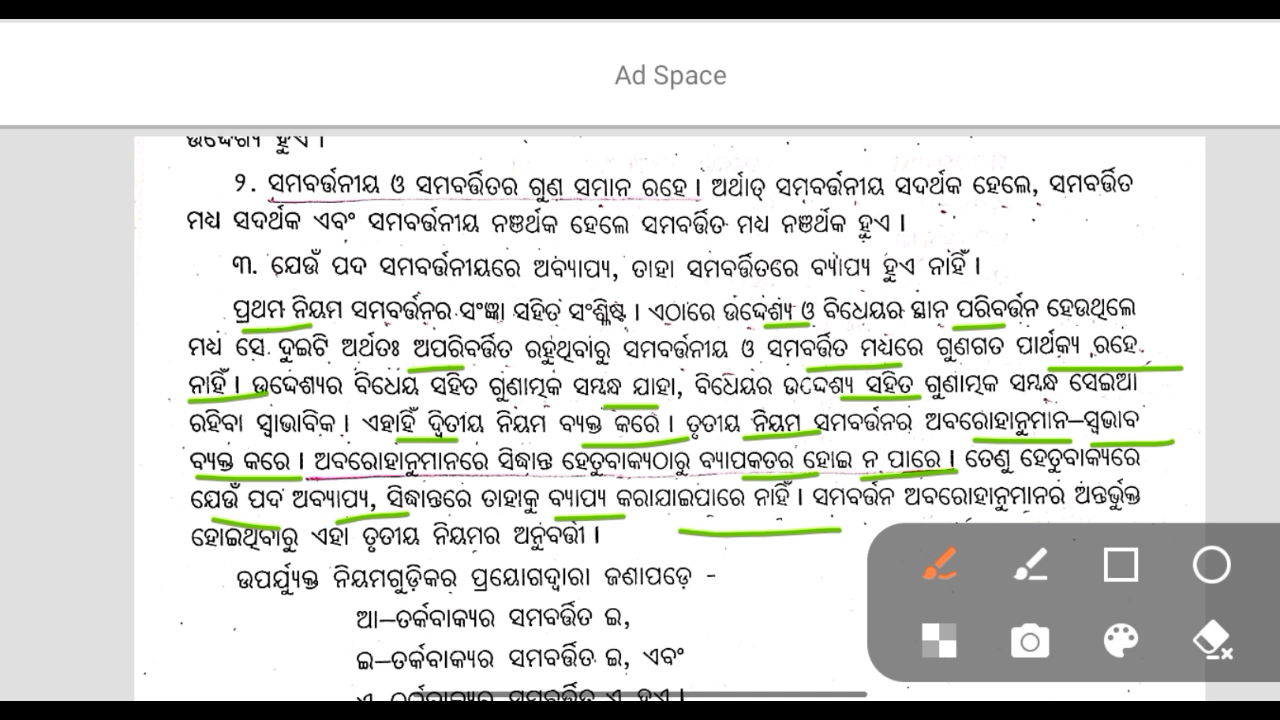 Ad Space
ଉଦ୍ଦେଶ୍ୟ ହୁଏ ।
୨. ସମବର୍ତ୍ତନୀୟ ଓ ସମବର୍ତ୍ତିତର ଗୁଣ ସମାନ ରହେ । ଅର୍ଥାତ୍ ସମବର୍ତ୍ତନୀୟ ସଦର୍ଥକ ହେଲେ, ସମବର୍ତ୍ତିତ
ମଧ୍ୟ ସଦର୍ଥକ ଏବଂ ସମବର୍ତ୍ତନୀୟ ନଞର୍ଥକ ହେଲେ ସମବର୍ତ୍ତିତ ମଧ୍ୟ ନଞର୍ଥକ ହୁଏ ।
୩. ଯେଉଁ ପଦ ସମବର୍ତ୍ତନୀୟରେ ଅବ୍ୟାପ୍ୟ, ତାହା ସମବର୍ତ୍ତିତରେ ବ୍ୟାପ୍ୟ ହୁଏ ନାହିଁ ।
ପ୍ରଥମ ନିୟମ ସମବର୍ତ୍ତନର ସଂଜ୍ଞା ସହିତ ସଂଶ୍ଳିଷ୍ଟ । ଏଠାରେ ଉଦ୍ଦେଶ୍ୟ ଓ ବିଧେୟର ସ୍ଥାନ ପରିବର୍ତ୍ତନ ହେଉଥିଲେ
ମଧ୍ୟ ସେ ଦୁଇଟି ଅର୍ଥତଃ ଅପରିବର୍ତ୍ତିତ ରହୁଥିବାରୁ ସମବର୍ତ୍ତନୀୟ ଓ ସମବର୍ତ୍ତିତ ମଧ୍ୟରେ ଗୁଣଗତ ପାର୍ଥକ୍ୟ ରହେ
ନାହିଁ । ଉଦ୍ଦେଶ୍ୟର ବିଧେୟ ସହିତ ଗୁଣାତ୍ମକ ସମ୍ବନ୍ଧ ଯାହା, ବିଧେୟର ଉଦ୍ଦେଶ୍ୟ ସହିତ ଗୁଣାତ୍ମକ ସମ୍ବନ୍ଧ ସେଇଆ
ରହିବା ସ୍ୱାଭାବିକ । ଏହାହିଁ ଦ୍ୱିତୀୟ ନିୟମ ବ୍ୟକ୍ତ କରେ । ତୃତୀୟ ନିୟମ ସମବର୍ତ୍ତନର ଅବରୋହାନୁମାନ–ସ୍ୱଭାବ
ବ୍ୟକ୍ତ କରେ । ଅବରୋହାନୁମାନରେ ସିଦ୍ଧାନ୍ତ ହେତୁବାକ୍ୟଠାରୁ ବ୍ୟାପକତର ହୋଇ ନ ପାରେ । ତେଣୁ ହେତୁବାକ୍ୟରେ
ଯେଉଁ ପଦ ଅବ୍ୟାପ୍ୟ, ସିଦ୍ଧାନ୍ତରେ ତାହାକୁ ବ୍ୟାପ୍ୟ କରାଯାଇପାରେ ନାହିଁ । ସମବର୍ତ୍ତନ ଅବରୋହାନୁମାନର ଅନ୍ତର୍ଭୁକ୍ତ
ହୋଇଥିବାରୁ ଏହା ତୃତୀୟ ନିୟମର ଅନୁବର୍ତ୍ତୀ ।
ଉପର୍ଯ୍ୟୁକ୍ତ ନିୟମଗୁଡ଼ିକର ପ୍ରୟୋଗଦ୍ୱାରା ଜଣାପଡ଼େ -
ଆ–ତର୍କବାକ୍ୟର ସମବର୍ତ୍ତିତ ଇ,
ଇ–ତର୍କବାକ୍ୟର ସମବର୍ତ୍ତିତ ଇ, ଏବଂ
ଏ–ତର୍କବାକ୍ୟର ସମବର୍ତ୍ତିତ ଏ ହୁଏ ।